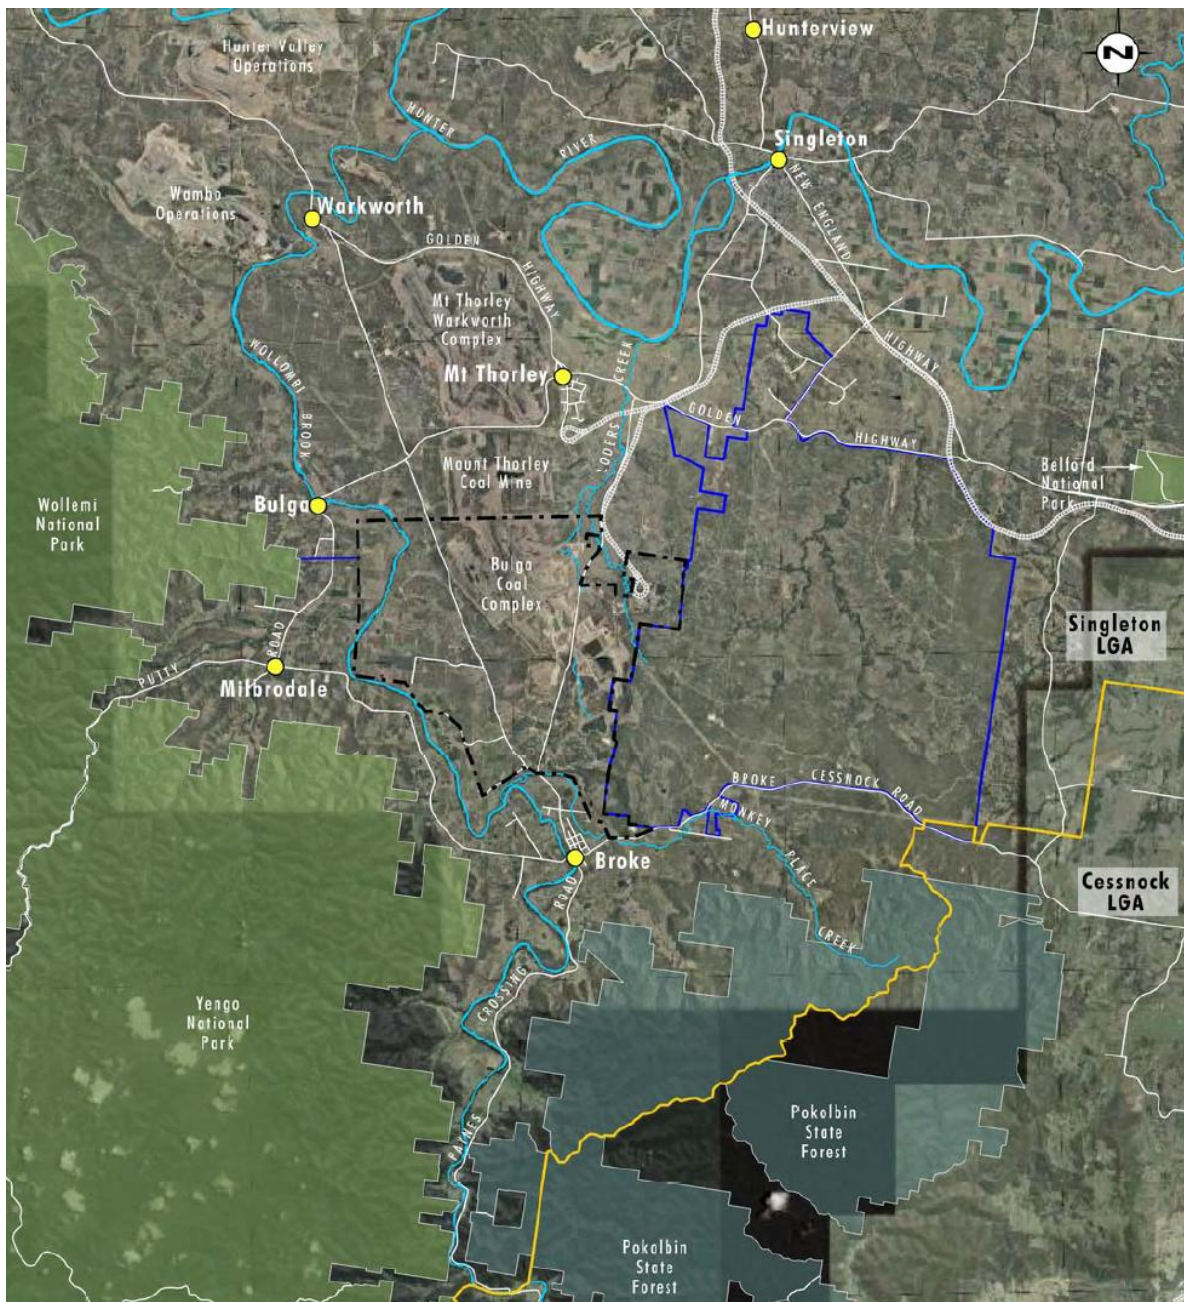 Hunterview
Hunter Valley
Operations
N
HUNTER
RIVER
Singleton
NEW
ENGLAND
HIGHWAY
Wambo
Operations
Warkworth
GOLDEN
HIGHWAY
Mt Thorley
Warkworth
Complex
WOLLOMBI
BROOK
Mt Thorley
LODERS
CREEK
GOLDEN
HIGHWAY
Mount Thorley
Coal Mine
Belford
National
Park
Wollemi
National
Park
Bulga
Bulga
Coal
Complex
Singleton
LGA
PUTTY
ROAD
Milbrodale
BROKE
CESSNOCK
ROAD
MONKEY
PLACE
CREEK
Broke
Cessnock
LGA
Yengo
National
Park
PAYNES
CROSSING
ROAD
Pokolbin
State
Forest
Pokolbin
State
Forest